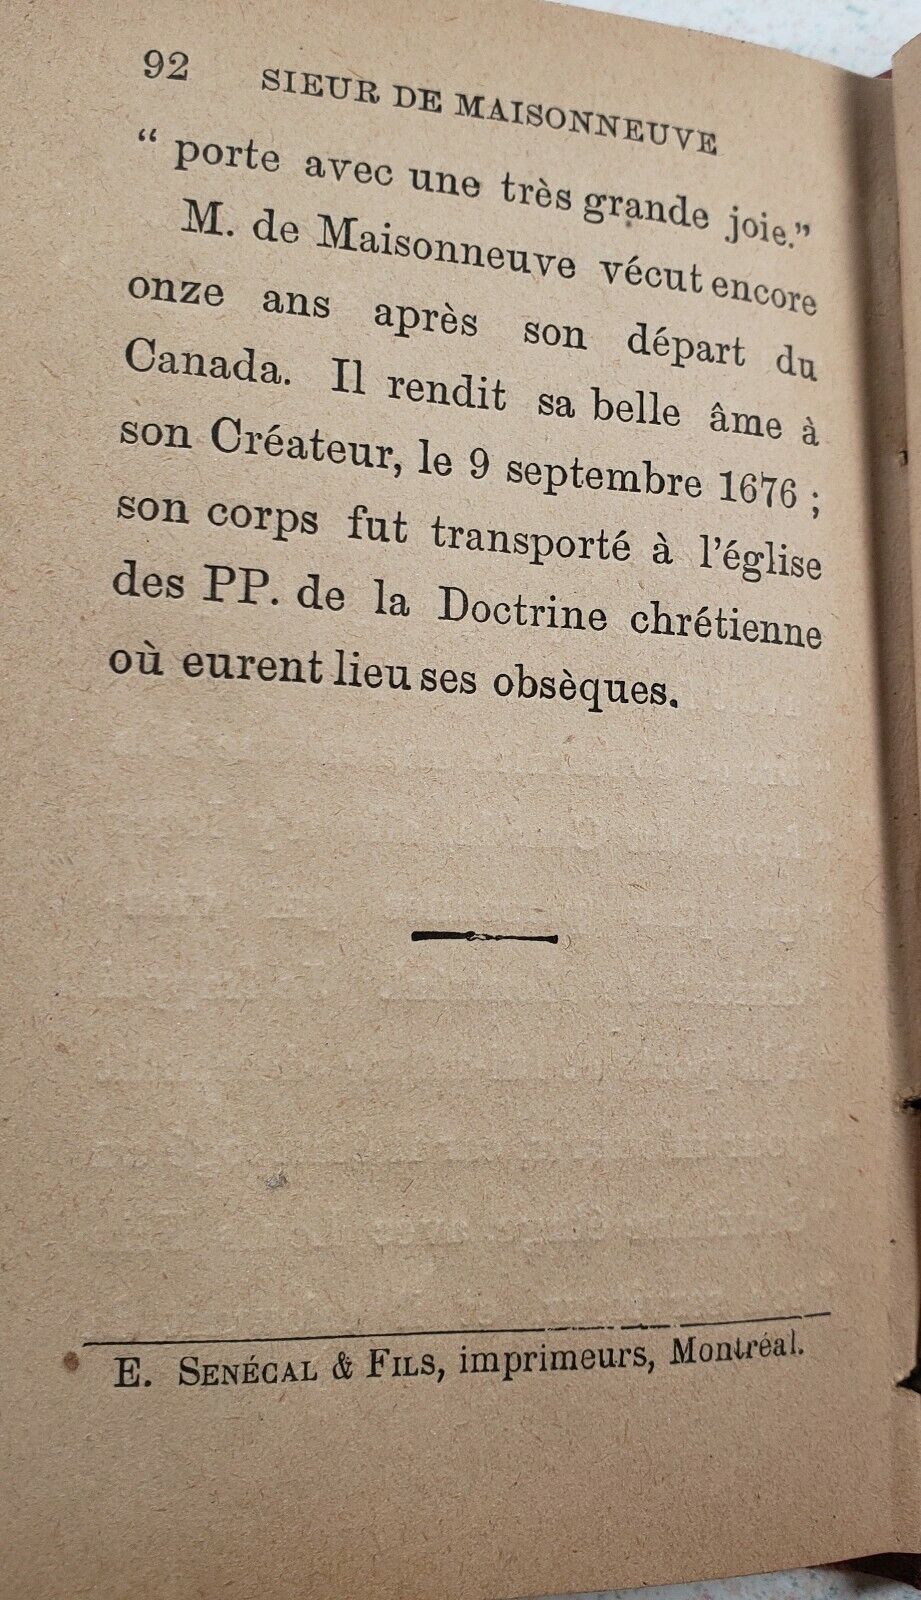 92 SIEUR DE MAISONNEUVE
“ porte avec une très grande joie.”
M. de Maisonneuve vécut encore
onze ans après son départ du
Canada. Il rendit sa belle âme à
son Créateur, le 9 septembre 1676 ;
son corps fut transporté à l’église
des PP. de la Doctrine chrétienne
où eurent lieu ses obsèques.
E. SENÉCAL & FILS, imprimeurs, Montréal.